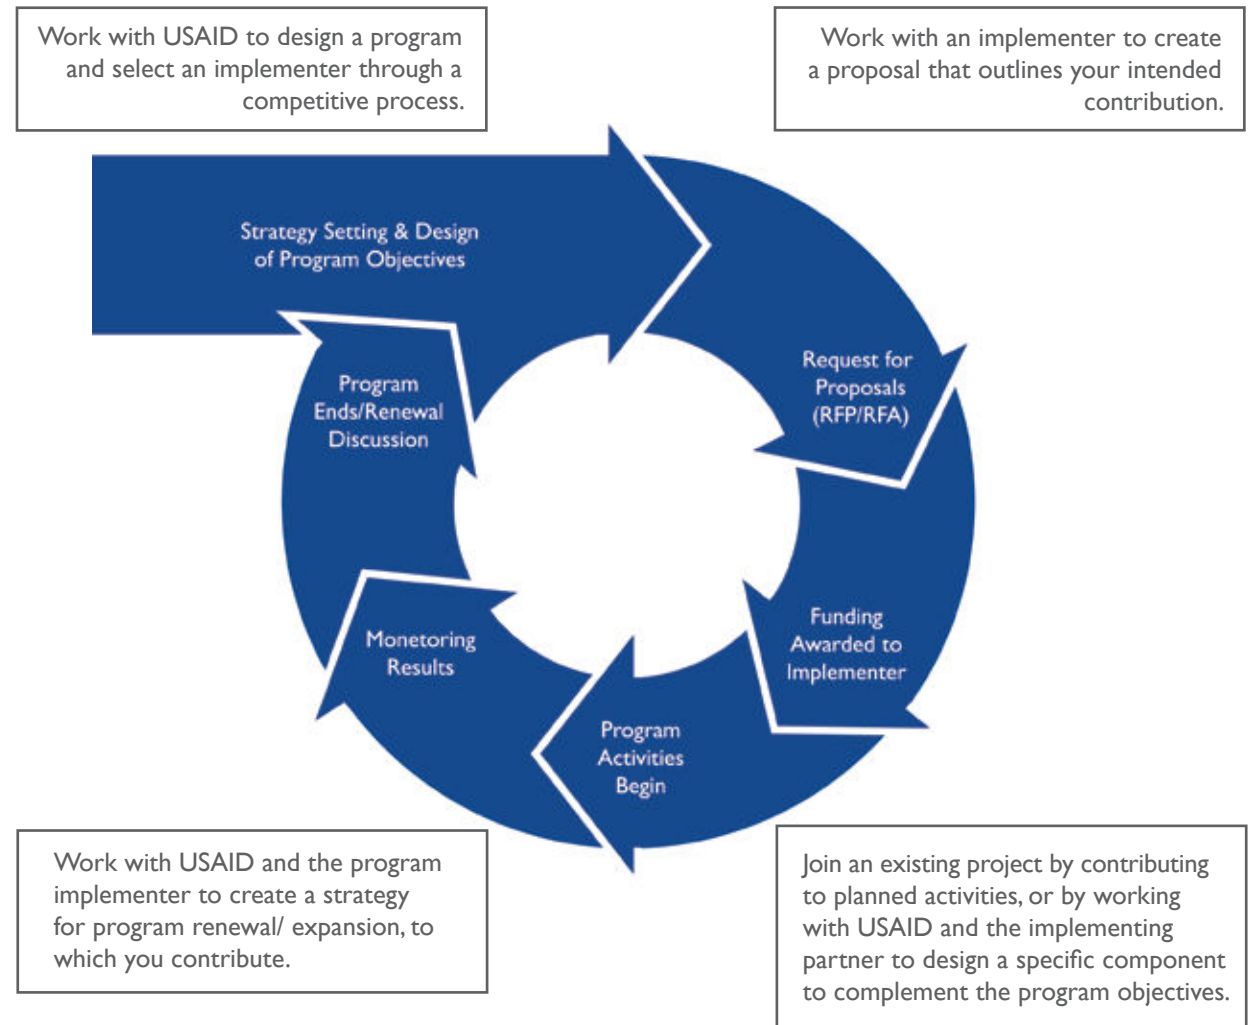 Work with USAID to design a program
and select an implementer through a
competitive process.
Work with an implementer to create
a proposal that outlines your intended
contribution.
Strategy Setting & Design
of Program Objectives
Request for
Proposals
(RFP/RFA)
Funding
Awarded to
Implementer
Program
Activities
Begin
Monetoring
Results
Program
Ends/Renewal
Discussion
Work with USAID and the program
implementer to create a strategy
for program renewal/ expansion, to
which you contribute.
Join an existing project by contributing
to planned activities, or by working
with USAID and the implementing
partner to design a specific component
to complement the program objectives.